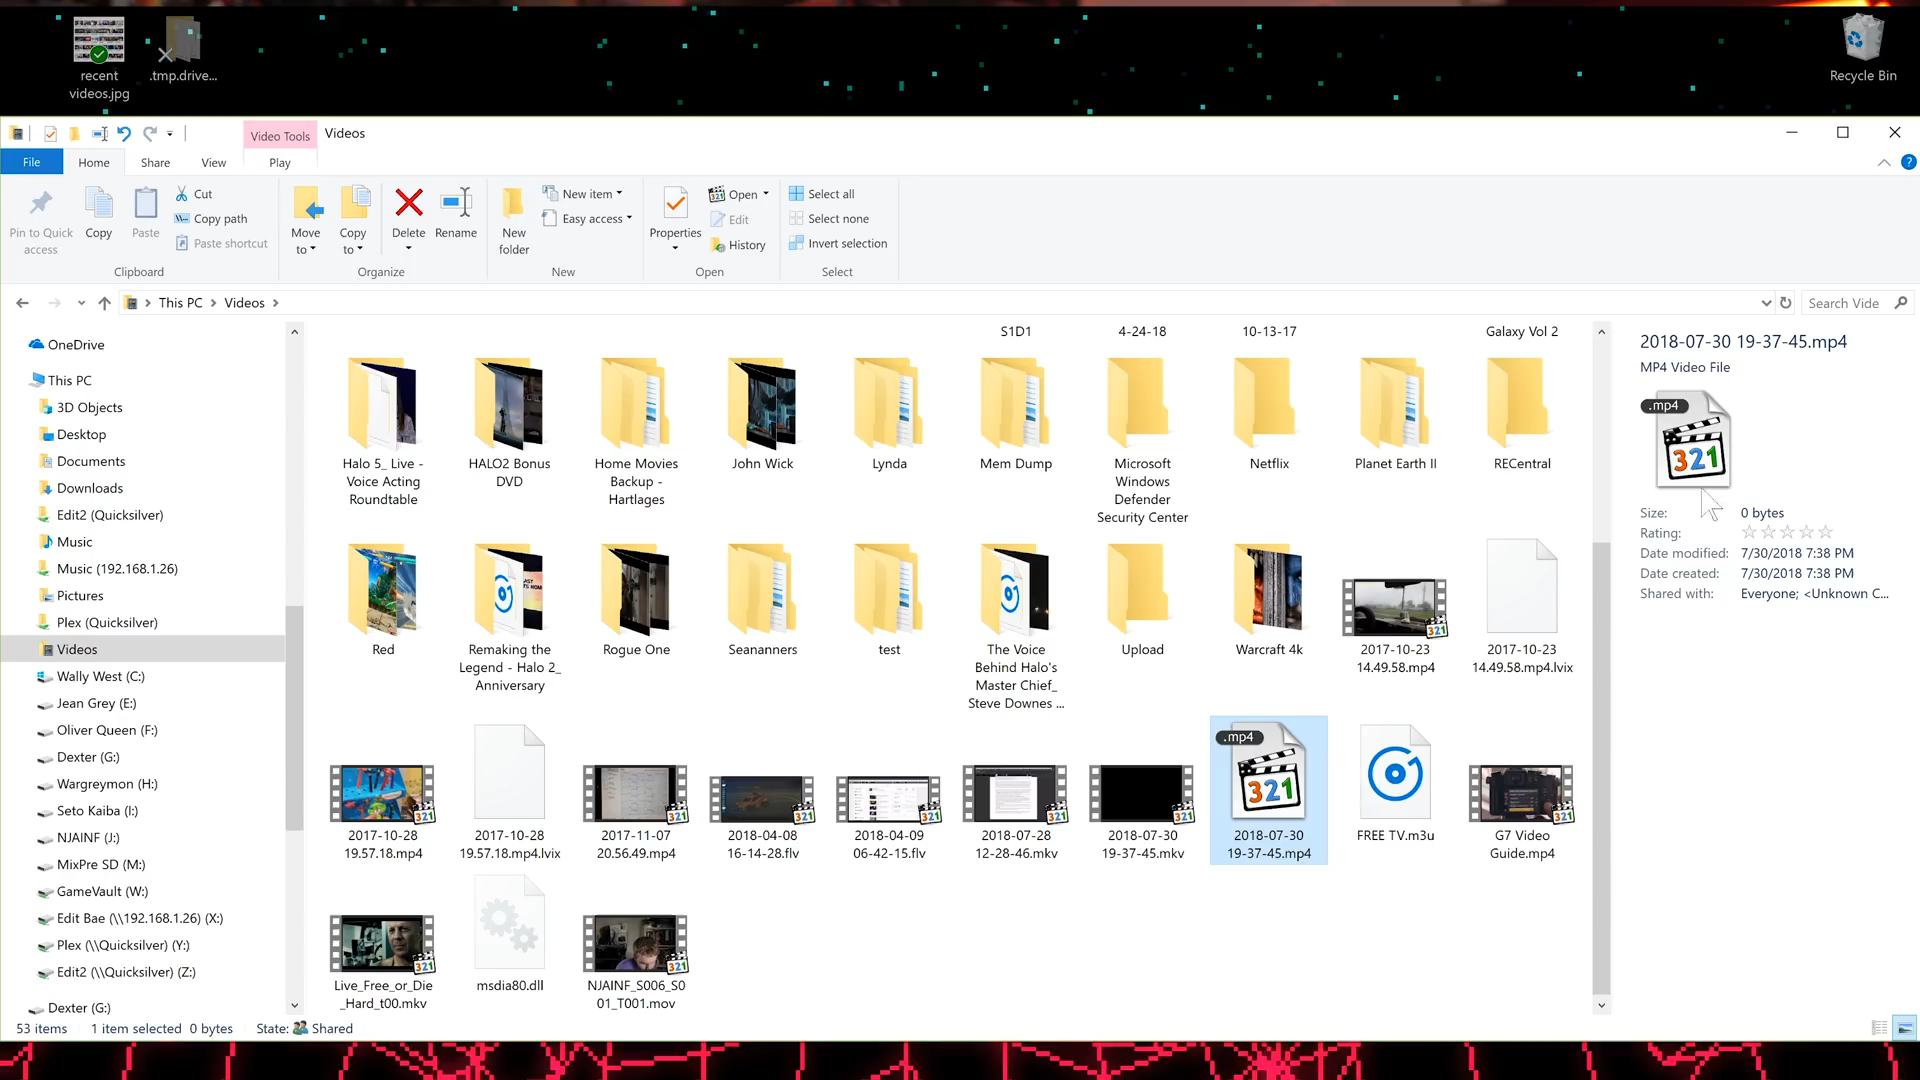 recent
videos.jpg
.tmp.drive...
Recycle Bin
Video Tools
Videos
File
Home
Share
View
Play
Pin to Quick
access
Copy
Paste
Cut
Copy path
Paste shortcut
Clipboard
Move
to
Copy
to
Delete
Rename
Organize
New
folder
New item
Easy access
New
Properties
Open
Edit
History
Open
Select all
Select none
Invert selection
Select
This PC
Videos
Search Vide
OneDrive
This PC
3D Objects
Desktop
Documents
Downloads
Edit2 (Quicksilver)
Music
Music (192.168.1.26)
Pictures
Plex (Quicksilver)
Videos
Wally West (C:)
Jean Grey (E:)
Oliver Queen (F:)
Dexter (G:)
Wargreymon (H:)
Seto Kaiba (I:)
NJAINF (J:)
MixPre SD (M:)
GameVault (W:)
Edit Bae (\\192.168.1.26) (X:)
Plex (\\Quicksilver) (Y:)
Edit2 (\\Quicksilver) (Z:)
Dexter (G:)
S1D1
4-24-18
10-13-17
Galaxy Vol 2
Halo 5_ Live -
Voice Acting
Roundtable
HALO2 Bonus
DVD
Home Movies
Backup -
Hartlages
John Wick
Lynda
Mem Dump
Microsoft
Windows
Defender
Security Center
Netflix
Planet Earth II
RECentral
Red
Remaking the
Legend - Halo 2_
Anniversary
Rogue One
Seananners
test
The Voice
Behind Halo's
Master Chief_
Steve Downes ...
Upload
Warcraft 4k
321
2017-10-23
14.49.58.mp4
2017-10-23
14.49.58.mp4.lvix
321
2017-10-28
19.57.18.mp4
2017-10-28
19.57.18.mp4.lvix
321
2017-11-07
20.56.49.mp4
321
2018-04-08
16-14-28.flv
321
2018-04-09
06-42-15.flv
321
2018-07-28
12-28-46.mkv
321
2018-07-30
19-37-45.mkv
.mp4
321
2018-07-30
19-37-45.mp4
FREE TV.m3u
321
G7 Video
Guide.mp4
321
Live_Free_or_Die
_Hard_t00.mkv
msdia80.dll
321
NJAINF_S006_S0
01_T001.mov
2018-07-30 19-37-45.mp4
MP4 Video File
.mp4
321
Size: 0 bytes
Rating:
Date modified: 7/30/2018 7:38 PM
Date created: 7/30/2018 7:38 PM
Shared with: Everyone; <Unknown C...
53 items
1 item selected 0 bytes
State: Shared